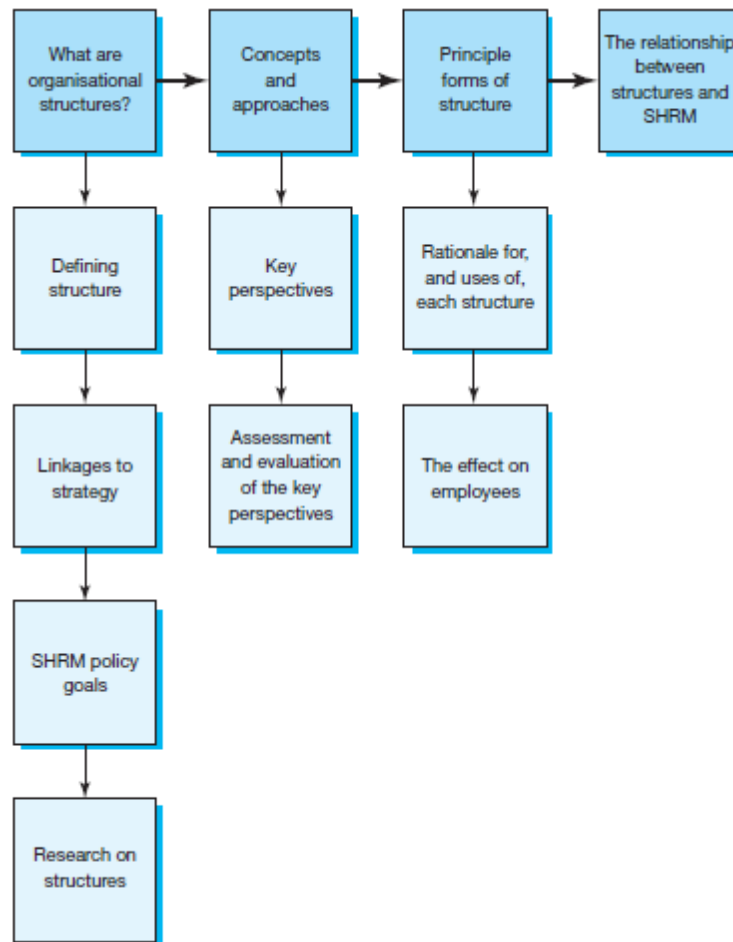 What are
organisational
structures?
Concepts
and
approaches
Principle
forms of
structure
The relationship
between
structures and
SHRM
Defining
structure
Key
perspectives
Rationale for,
and uses of,
each structure
Linkages to
strategy
Assessment
and evaluation
of the key
perspectives
The effect on
employees
SHRM policy
goals
Research on
structures